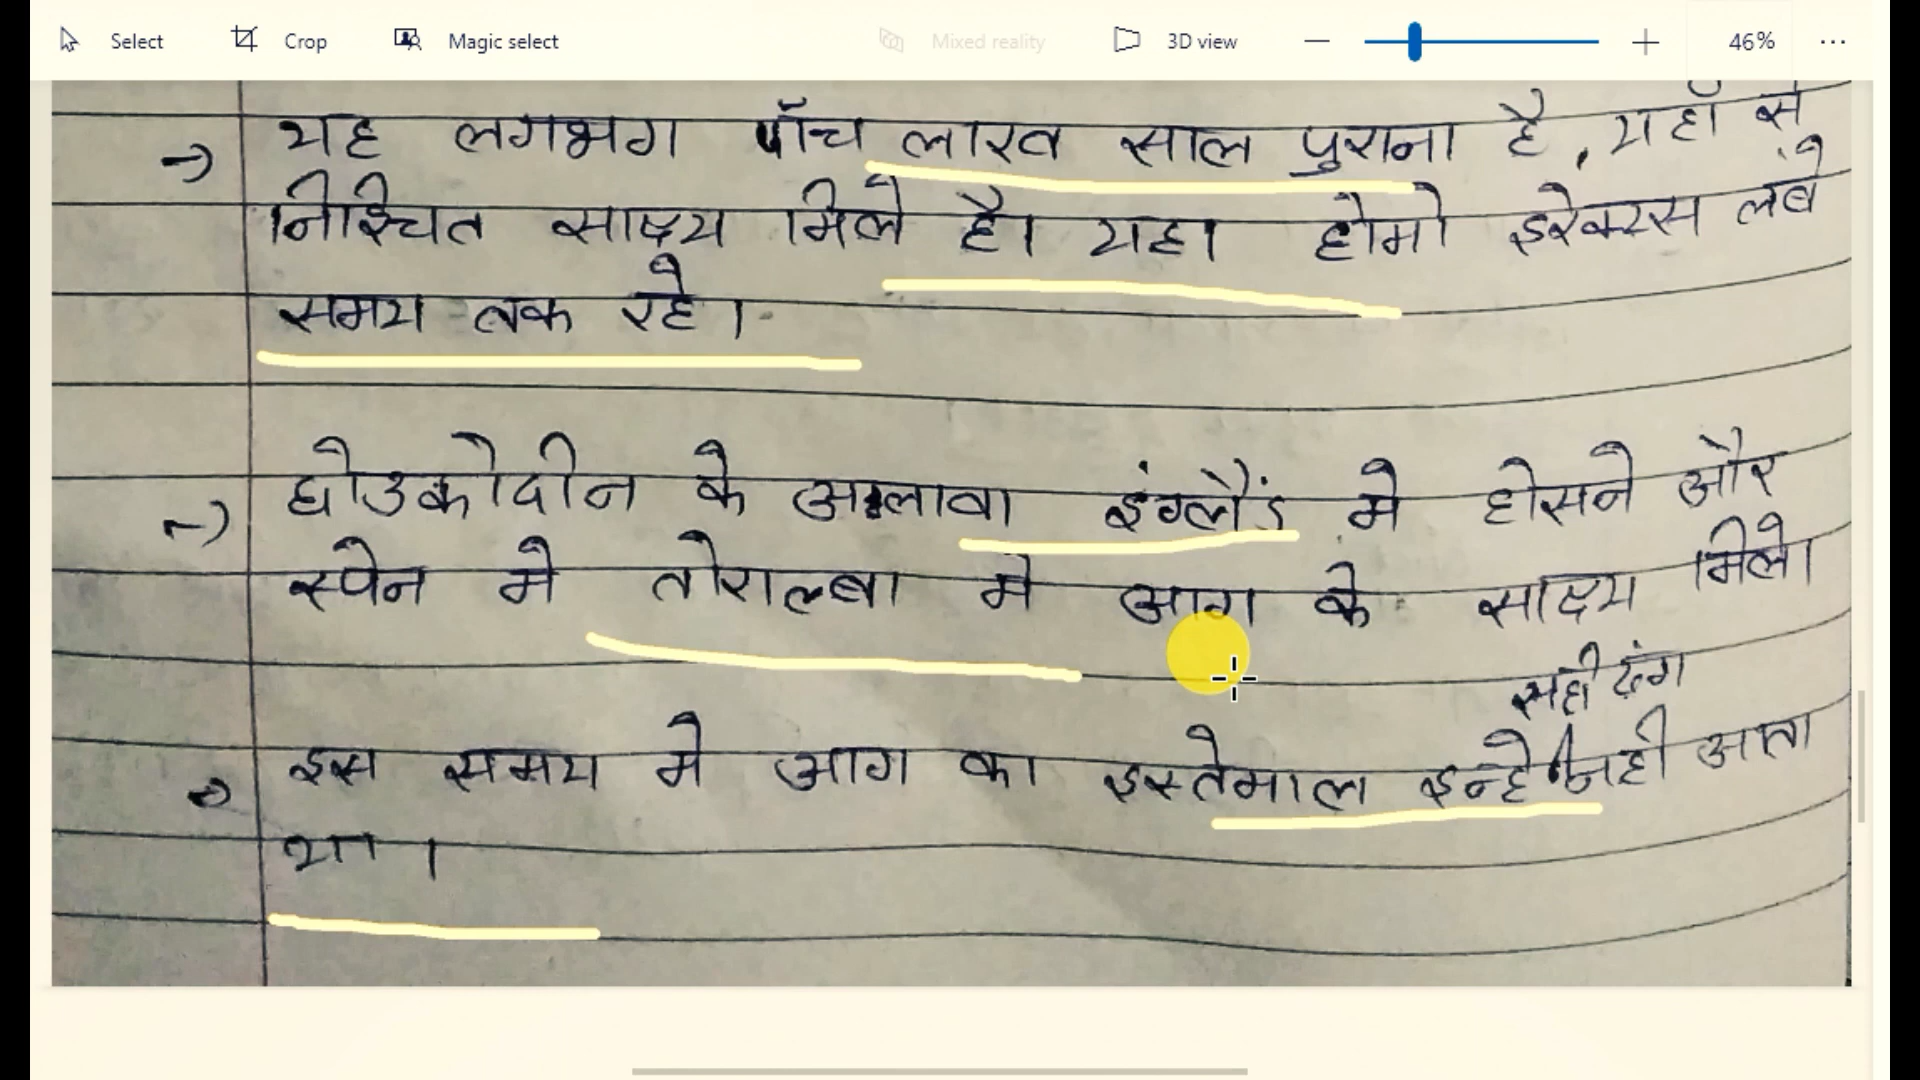 Select Crop Magic select Mixed reality 3D view 46%
→ यह लगभग पाँच लाख साल पुराना है, यहाँ से
निश्चित साक्ष्य मिले है। यहा होमो इरेक्टस लंबे
समय तक रहे।
→ घोउकोदीन के अलावा इंग्लैंड मे होसने और
स्पेन मे तोराल्बा मे आग के साक्ष्य मिले।
सही ढंग
→ इस समय मे आग का इस्तेमाल इन्हे नही आता
था।